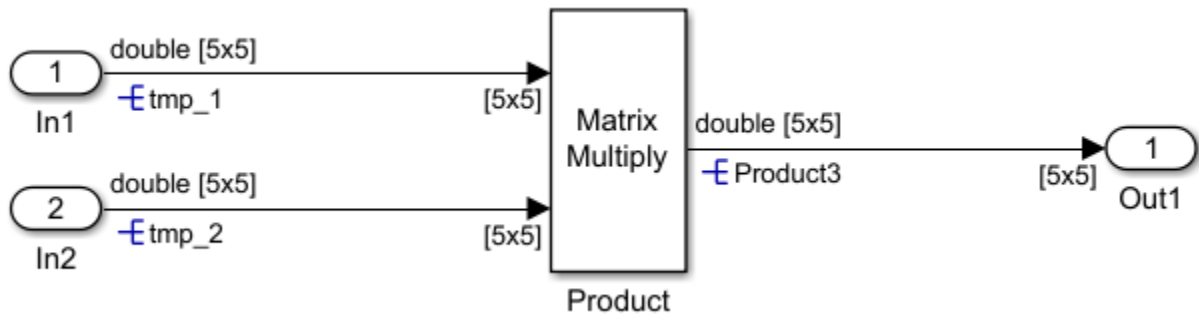 double [5x5]
1
tmp_1
[5x5]
In1
double [5x5]
2
tmp_2
[5x5]
In2
Matrix
Multiply
Product
double [5x5]
Product3
[5x5]
1
Out1